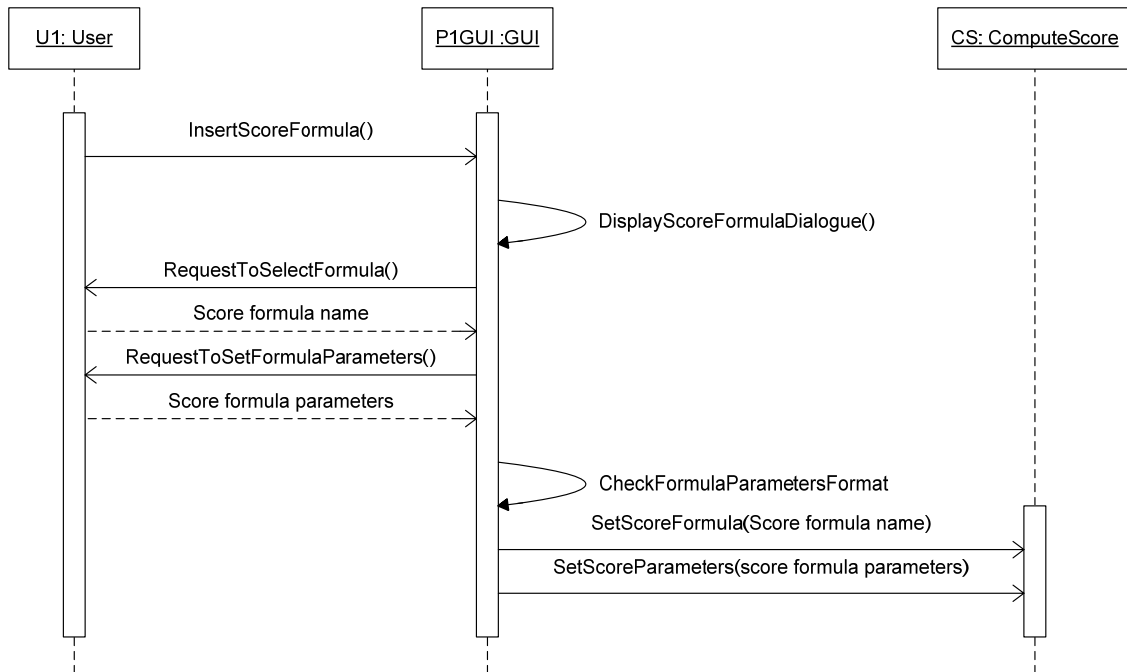 U1: User
P1GUI :GUI
CS: ComputeScore
InsertScoreFormula()
DisplayScoreFormulaDialogue()
RequestToSelectFormula()
Score formula name
RequestToSetFormulaParameters()
Score formula parameters
CheckFormulaParametersFormat
SetScoreFormula(Score formula name)
SetScoreParameters(score formula parameters)